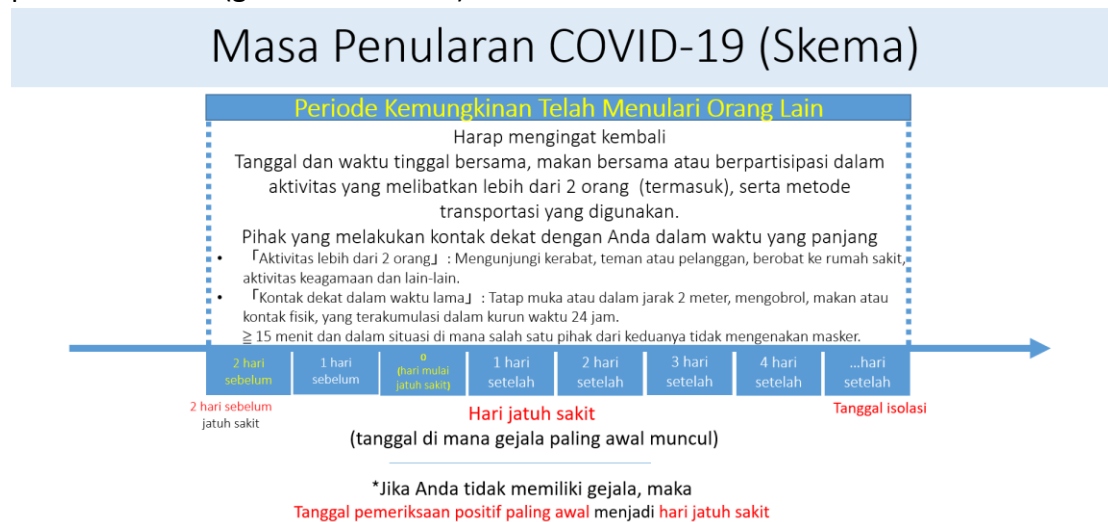 Masa Penularan COVID-19 (Skema)
Periode Kemungkinan Telah Menulari Orang Lain
Harap mengingat kembali
Tanggal dan waktu tinggal bersama, makan bersama atau berpartisipasi dalam
aktivitas yang melibatkan lebih dari 2 orang (termasuk), serta metode
transportasi yang digunakan.
Pihak yang melakukan kontak dekat dengan Anda dalam waktu yang panjang
• 「Aktivitas lebih dari 2 orang」 : Mengunjungi kerabat, teman atau pelanggan, berobat ke rumah sakit,
aktivitas keagamaan dan lain-lain.
• 「Kontak dekat dalam waktu lama」 : Tatap muka atau dalam jarak 2 meter, mengobrol, makan atau
kontak fisik, yang terakumulasi dalam kurun waktu 24 jam.
≧ 15 menit dan dalam situasi di mana salah satu pihak dari keduanya tidak mengenakan masker.
2 hari
sebelum
1 hari
sebelum
0
(hari mulai
jatuh sakit)
1 hari
setelah
2 hari
setelah
3 hari
setelah
4 hari
setelah
...hari
setelah
2 hari sebelum
jatuh sakit
Hari jatuh sakit
(tanggal di mana gejala paling awal muncul)
Tanggal isolasi
*Jika Anda tidak memiliki gejala, maka
Tanggal pemeriksaan positif paling awal menjadi hari jatuh sakit